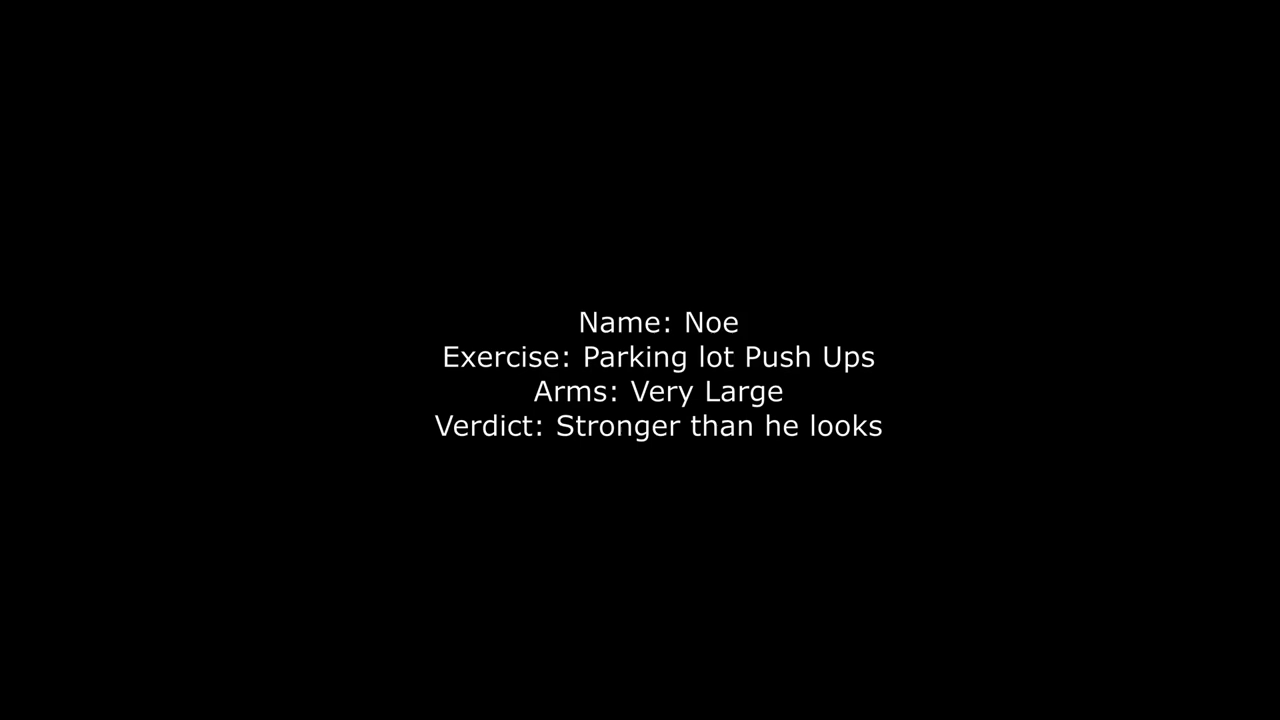 Name: Noe
Exercise: Parking lot Push Ups
Arms: Very Large
Verdict: Stronger than he looks